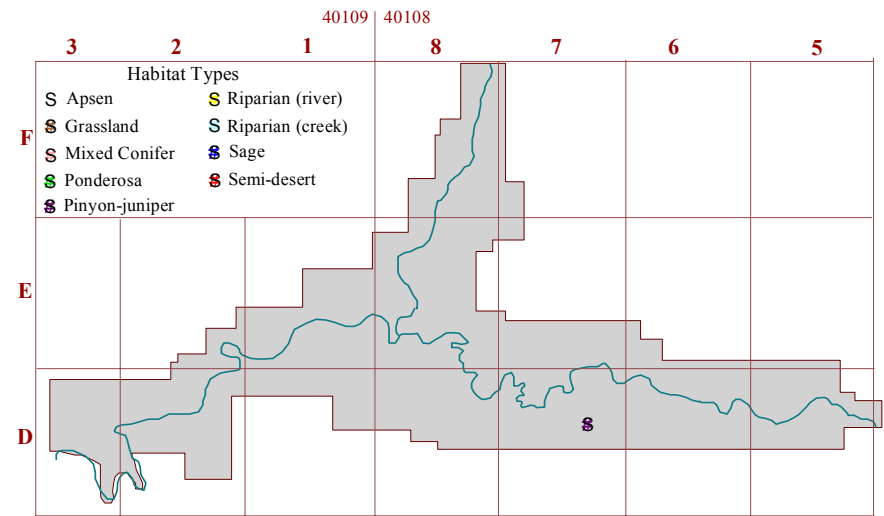 40109 40108
3 2 1 8 7 6 5
Habitat Types
S Apsen S Riparian (river)
S Grassland S Riparian (creek)
S Mixed Conifer S Sage
S Ponderosa S Semi-desert
S Pinyon-juniper
F
E
D
S